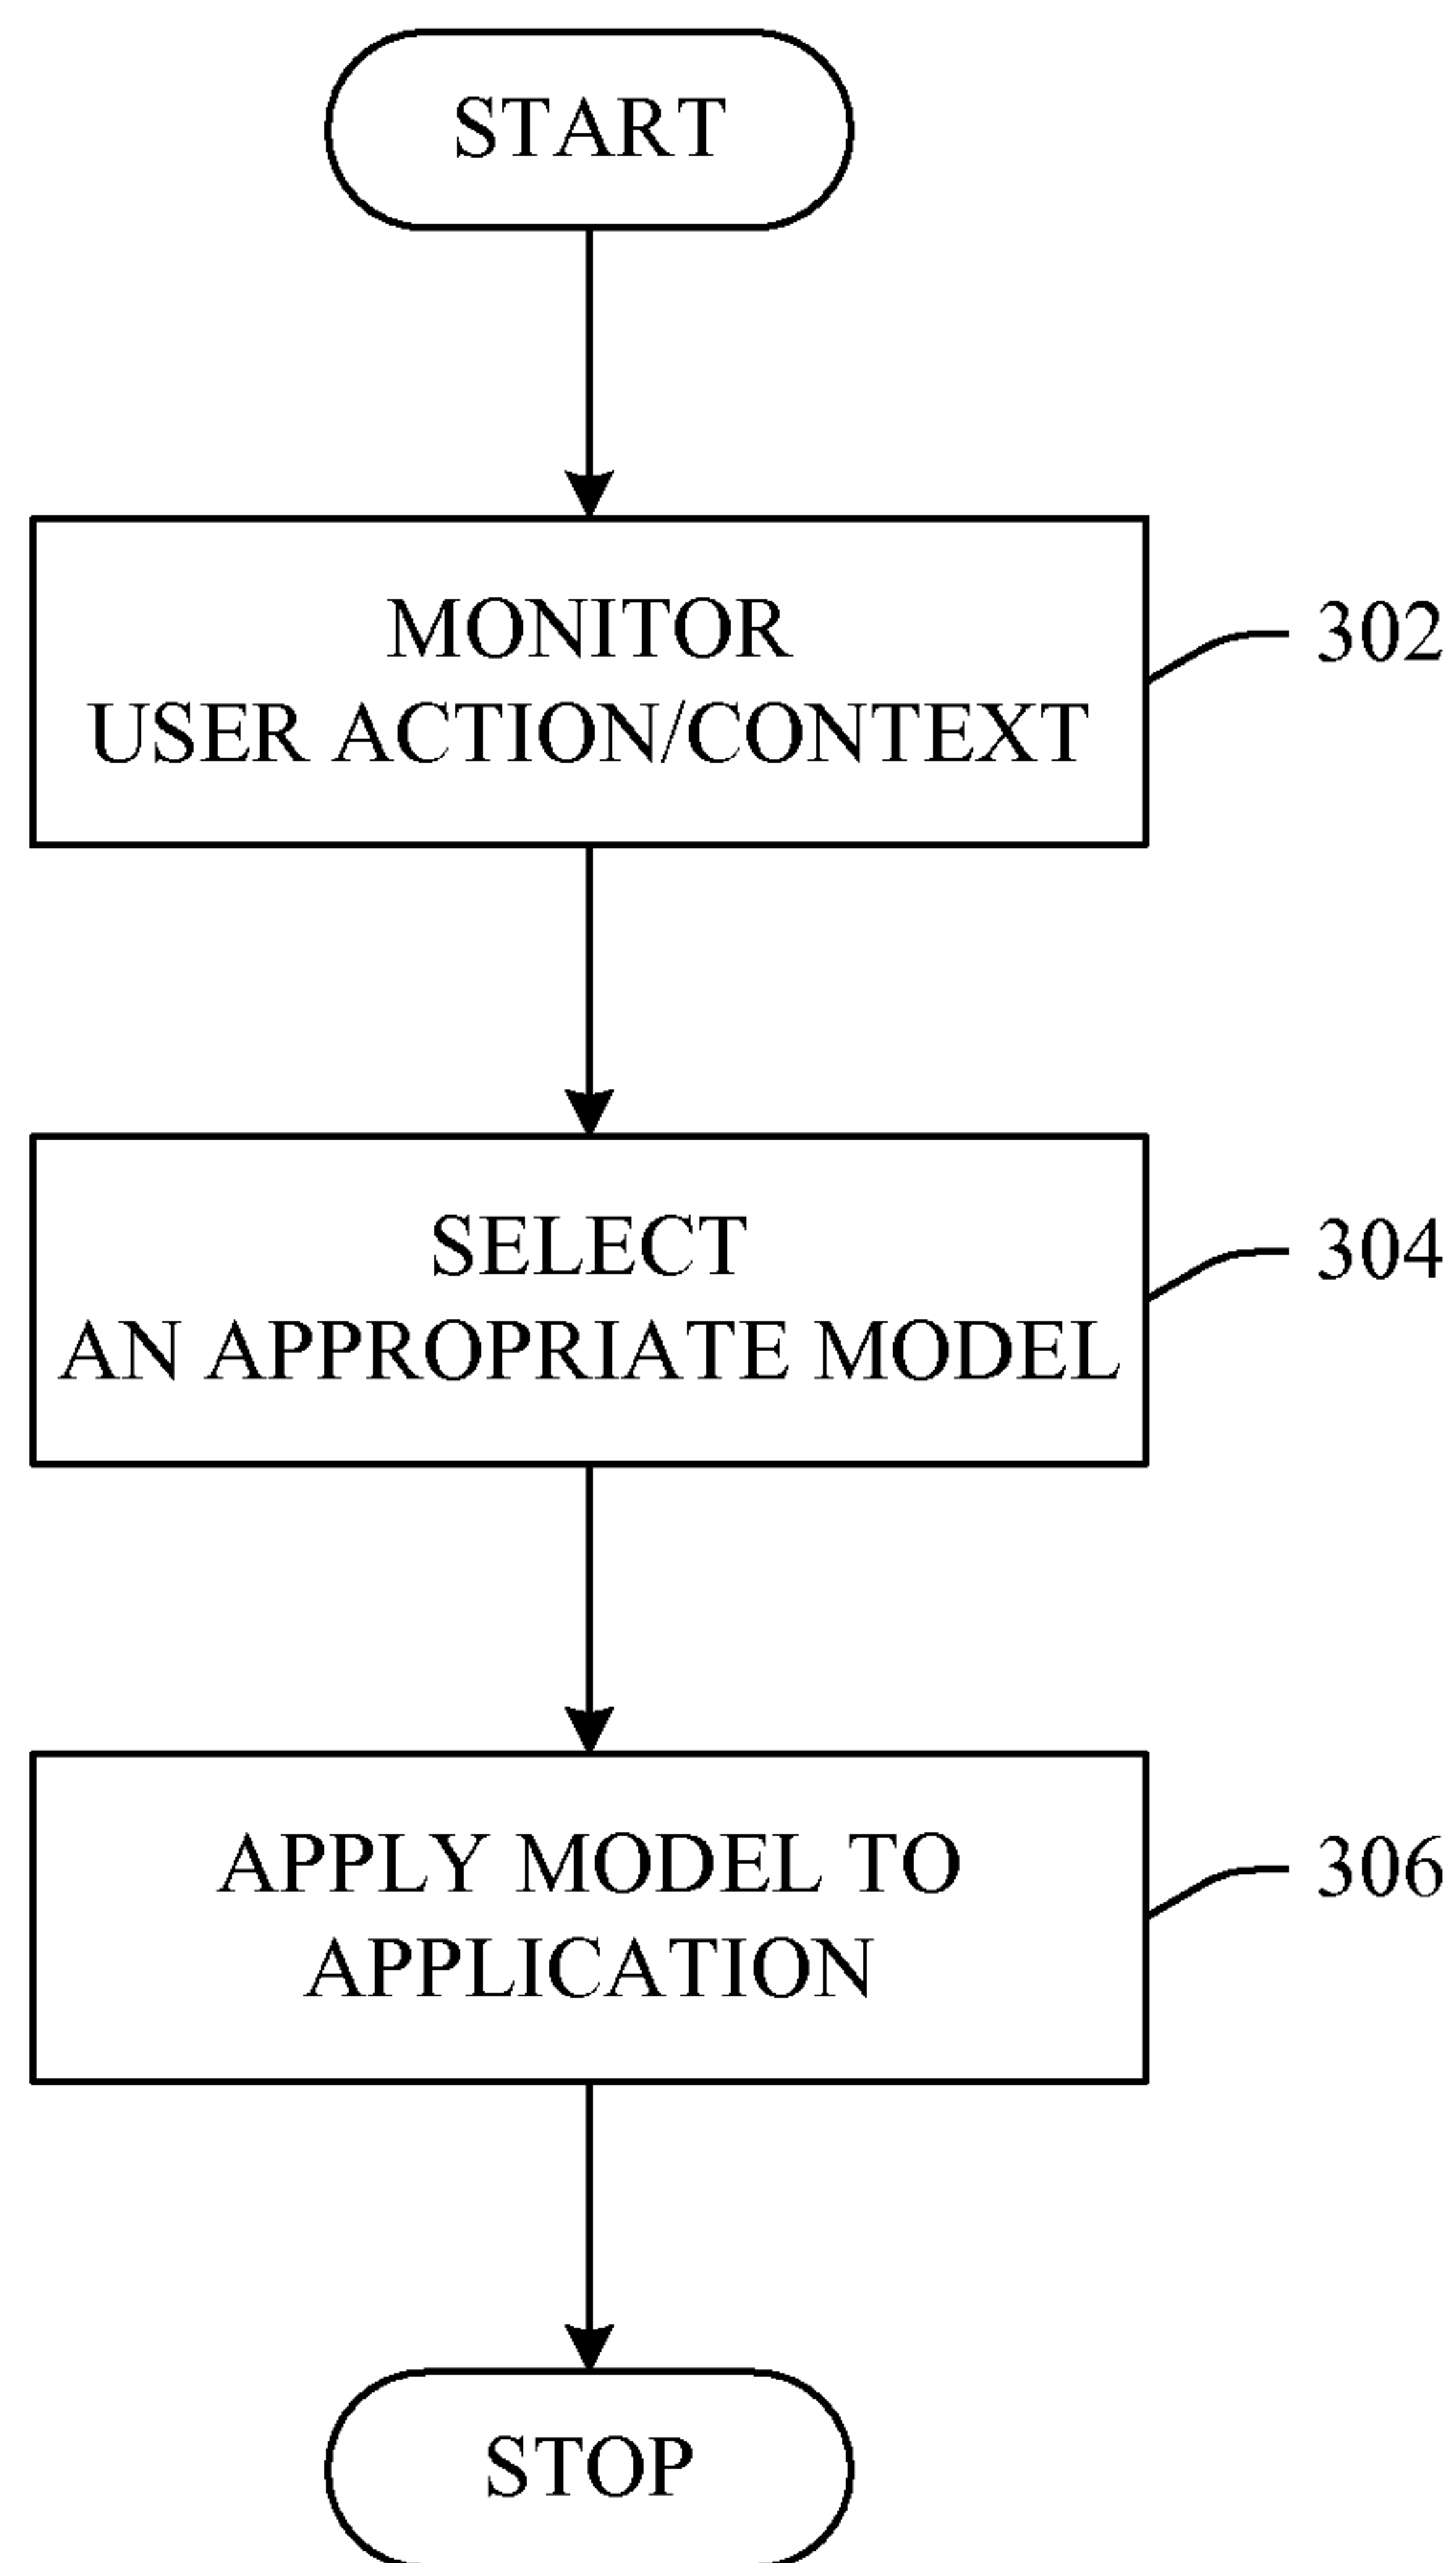 START
MONITOR
USER ACTION/CONTEXT
302
SELECT
AN APPROPRIATE MODEL
304
APPLY MODEL TO
APPLICATION
306
STOP